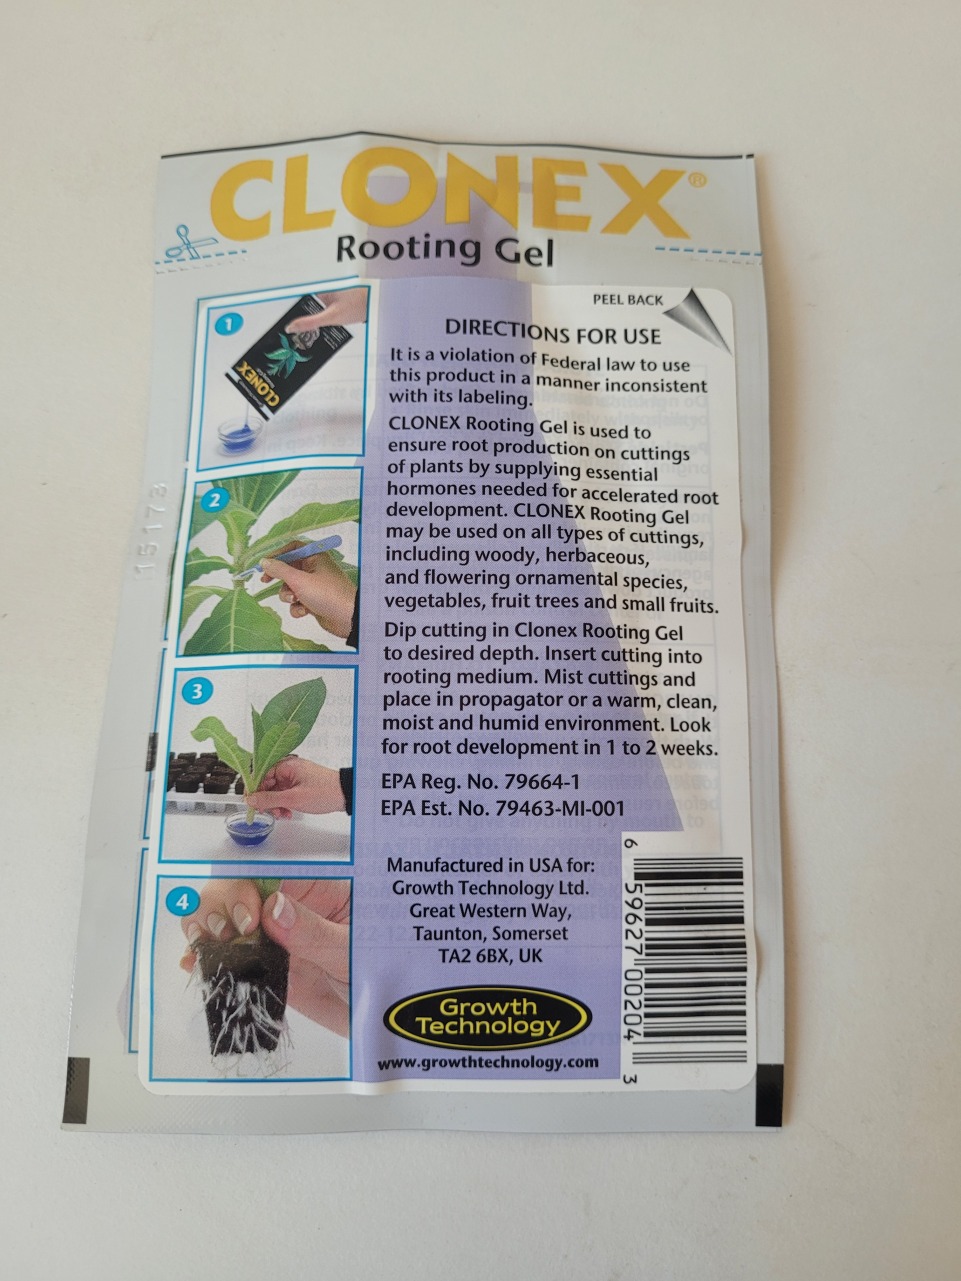 CLONEX®
Rooting Gel
PEEL BACK
1
CLONEX
2
3
4
15173
DIRECTIONS FOR USE
It is a violation of Federal law to use
this product in a manner inconsistent
with its labeling.
CLONEX Rooting Gel is used to
ensure root production on cuttings
of plants by supplying essential
hormones needed for accelerated root
development. CLONEX Rooting Gel
may be used on all types of cuttings,
including woody, herbaceous,
and flowering ornamental species,
vegetables, fruit trees and small fruits.
Dip cutting in Clonex Rooting Gel
to desired depth. Insert cutting into
rooting medium. Mist cuttings and
place in propagator or a warm, clean,
moist and humid environment. Look
for root development in 1 to 2 weeks.
EPA Reg. No. 79664-1
EPA Est. No. 79463-MI-001
Manufactured in USA for:
Growth Technology Ltd.
Great Western Way,
Taunton, Somerset
TA2 6BX, UK
Growth
Technology
www.growthtechnology.com
6 59627 00204 3